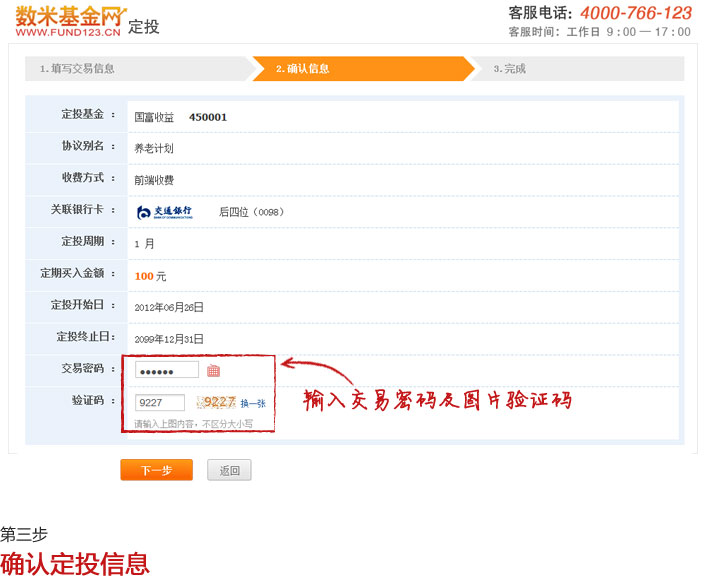 数米基金网
WWW.FUND123.CN
定投
客服电话: 4000-766-123
客服时间: 工作日 9:00 — 17:00
1.填写交易信息
2.确认信息
3.完成
定投基金 : 国富收益 450001
协议别名 : 养老计划
收费方式 : 前端收费
关联银行卡 : 交通银行 BANK OF COMMUNICATIONS 后四位（0098）
定投周期 : 1 月
定期买入金额 : 100 元
定投开始日 : 2012年06月26日
定投终止日: 2099年12月31日
交易密码 : ●●●●●●
验证码 : 9227 9227 换一张
请输入上图内容，不区分大小写
输入交易密码及图片验证码
下一步
返回
第三步
确认定投信息